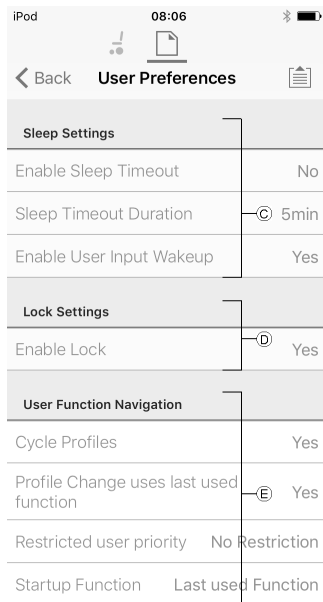 iPod 08:06
Back User Preferences
Sleep Settings
Enable Sleep Timeout No
Sleep Timeout Duration C 5min
Enable User Input Wakeup Yes
Lock Settings
D
Enable Lock Yes
User Function Navigation
Cycle Profiles Yes
Profile Change uses last used
function E Yes
Restricted user priority No Restriction
Startup Function Last used Function